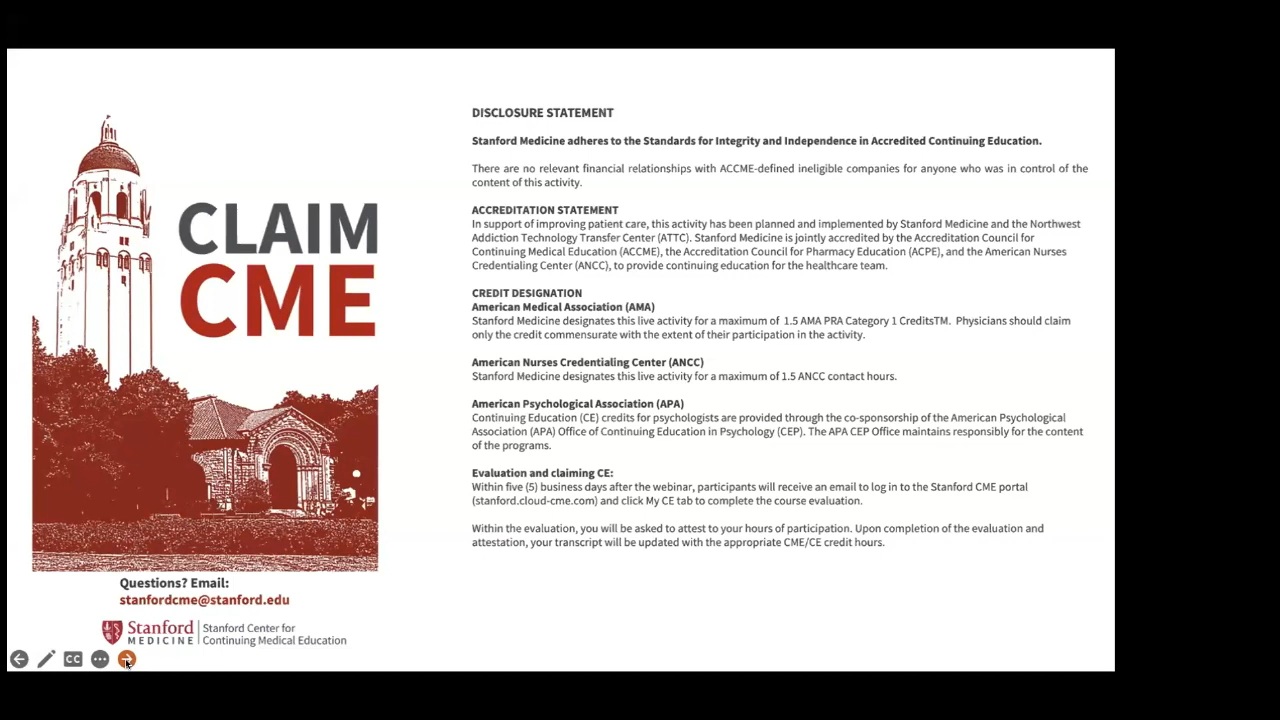 CLAIM
CME
Questions? Email:
stanfordcme@stanford.edu
Stanford
MEDICINE
Stanford Center for
Continuing Medical Education
CC
DISCLOSURE STATEMENT
Stanford Medicine adheres to the Standards for Integrity and Independence in Accredited Continuing Education.
There are no relevant financial relationships with ACCME-defined ineligible companies for anyone who was in control of the
content of this activity.
ACCREDITATION STATEMENT
In support of improving patient care, this activity has been planned and implemented by Stanford Medicine and the Northwest
Addiction Technology Transfer Center (ATTC). Stanford Medicine is jointly accredited by the Accreditation Council for
Continuing Medical Education (ACCME), the Accreditation Council for Pharmacy Education (ACPE), and the American Nurses
Credentialing Center (ANCC), to provide continuing education for the healthcare team.
CREDIT DESIGNATION
American Medical Association (AMA)
Stanford Medicine designates this live activity for a maximum of 1.5 AMA PRA Category 1 CreditsTM. Physicians should claim
only the credit commensurate with the extent of their participation in the activity.
American Nurses Credentialing Center (ANCC)
Stanford Medicine designates this live activity for a maximum of 1.5 ANCC contact hours.
American Psychological Association (APA)
Continuing Education (CE) credits for psychologists are provided through the co-sponsorship of the American Psychological
Association (APA) Office of Continuing Education in Psychology (CEP). The APA CEP Office maintains responsibly for the content
of the programs.
Evaluation and claiming CE:
Within five (5) business days after the webinar, participants will receive an email to log in to the Stanford CME portal
(stanford.cloud-cme.com) and click My CE tab to complete the course evaluation.
Within the evaluation, you will be asked to attest to your hours of participation. Upon completion of the evaluation and
attestation, your transcript will be updated with the appropriate CME/CE credit hours.